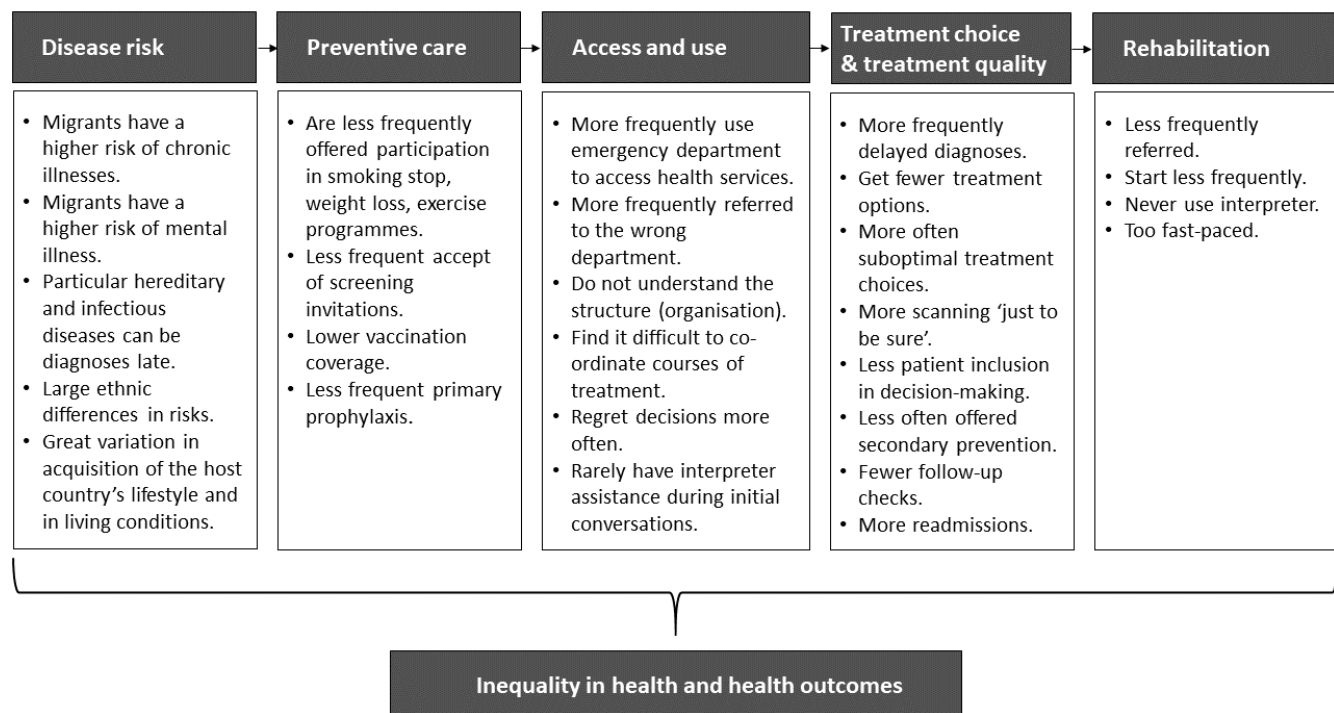 Disease risk
Migrants have a
higher risk of chronic
illnesses.
Migrants have a
higher risk of mental
illness.
Particular hereditary
and infectious
diseases can be
diagnoses late.
Large ethnic
differences in risks.
Great variation in
acquisition of the host
country's lifestyle and
in living conditions.
Preventive care
Are less frequently
offered participation
in smoking stop,
weight loss, exercise
programmes.
Less frequent accept
of screening
invitations.
Lower vaccination
coverage.
Less frequent primary
prophylaxis.
Access and use
More frequently use
emergency department
to access health services.
More frequently referred
to the wrong
department.
Do not understand the
structure (organisation).
Find it difficult to co-
ordinate courses of
treatment.
Regret decisions more
often.
Rarely have interpreter
assistance during initial
conversations.
Treatment choice
& treatment quality
More frequently
delayed diagnoses.
Get fewer treatment
options.
More often
suboptimal treatment
choices.
More scanning ‘just to
be sure’.
Less patient inclusion
in decision-making.
Less often offered
secondary prevention.
Fewer follow-up
checks.
More readmissions.
Rehabilitation
Less frequently
referred.
Start less frequently.
Never use interpreter.
Too fast-paced.
Inequality in health and health outcomes